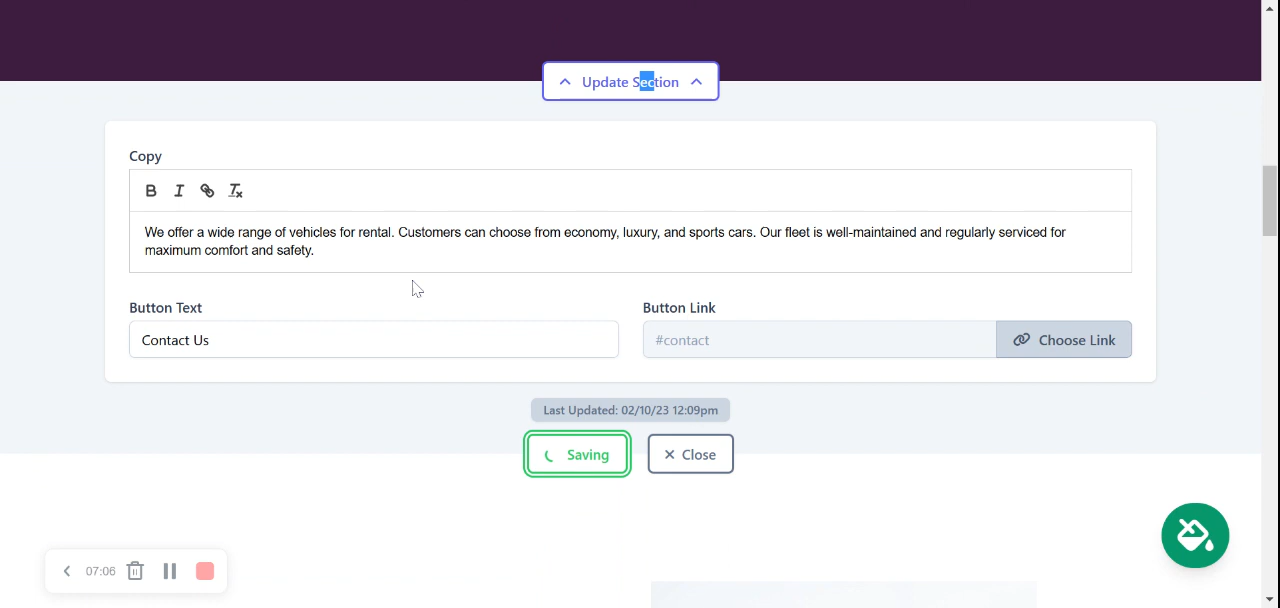 Update Section
Copy
We offer a wide range of vehicles for rental. Customers can choose from economy, luxury, and sports cars. Our fleet is well-maintained and regularly serviced for
maximum comfort and safety.
Button Text
Button Link
Contact Us
#contact
Choose Link
Last Updated: 02/10/23 12:09pm
Saving
Close
07:06